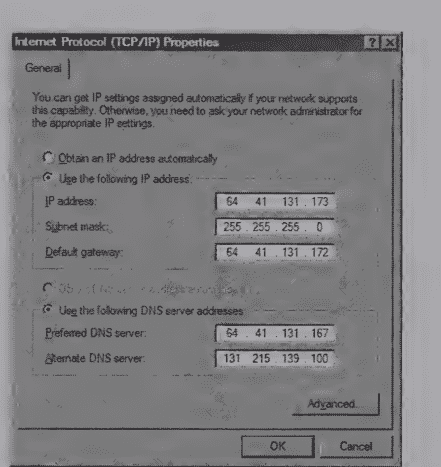 Internet Protocol (TCP/IP) Properties
General
You can get IP settings assigned automatically if your network supports
this capability. Otherwise, you need to ask your network administrator for
the appropriate IP settings.
Obtain an IP address automatically
Use the following IP address:
IP address: 64 . 41 . 131 . 173
Subnet mask: 255 . 255 . 255 . 0
Default gateway: 64 . 41 . 131 . 172
Use the following DNS server addresses:
Preferred DNS server: 64 . 41 . 131 . 167
Alternate DNS server: 131 . 215 . 139 . 100
Advanced...
OK Cancel